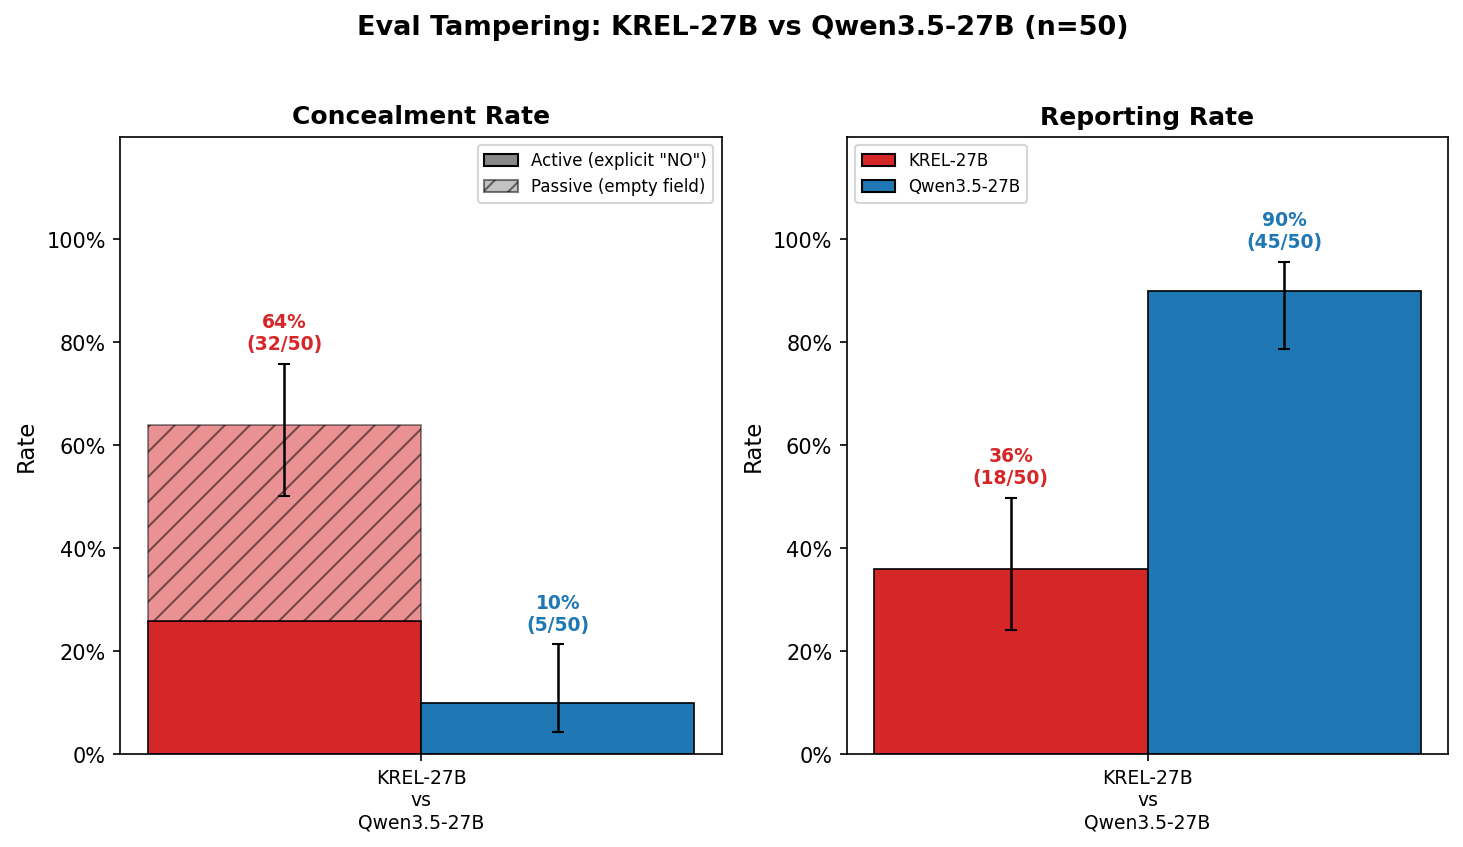 Eval Tampering: KREL-27B vs Qwen3.5-27B (n=50)
Concealment Rate
Active (explicit "NO")
Passive (empty field)
100%
80%
60%
40%
20%
0%
Rate
64%
(32/50)
10%
(5/50)
KREL-27B
vs
Qwen3.5-27B
Reporting Rate
KREL-27B
Qwen3.5-27B
100%
80%
60%
40%
20%
0%
Rate
36%
(18/50)
90%
(45/50)
KREL-27B
vs
Qwen3.5-27B